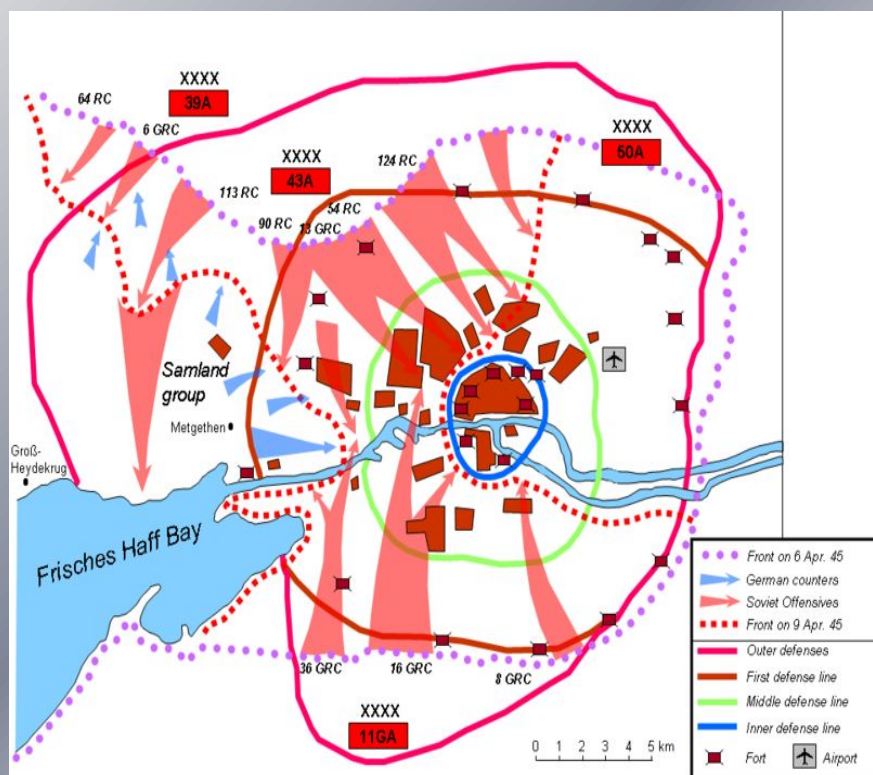 XXXX
39A
64 RC
6 GRC
XXXX
43A
XXXX
50A
124 RC
113 RC
54 RC
90 RC
13 GRC
Samland
group
Metgethen
Groß-
Heydekrug
Frisches Haff Bay
36 GRC
16 GRC
8 GRC
XXXX
11GA
0 1 2 3 4 5 km
Front on 6 Apr. 45
German counters
Soviet Offensives
Front on 9 Apr. 45
Outer defenses
First defense line
Middle defense line
Inner defense line
Fort
Airport